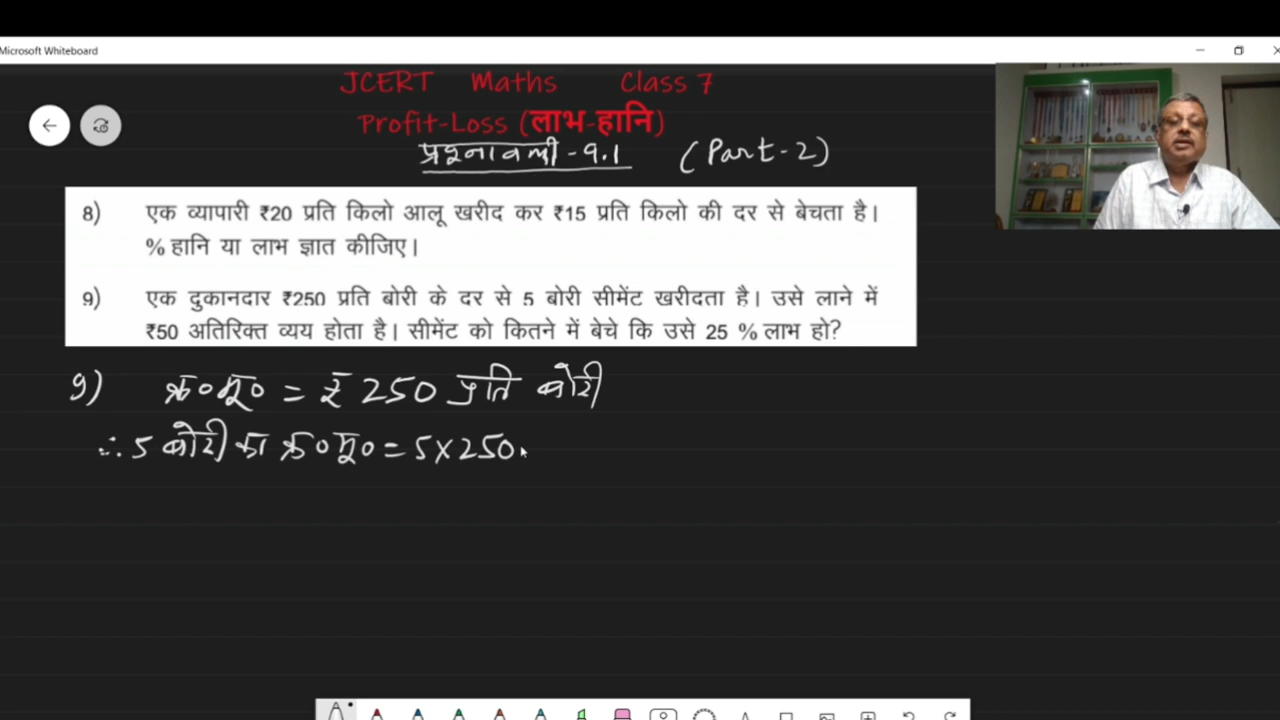 Microsoft Whiteboard
JCERT Maths Class 7
Profit-Loss (लाभ-हानि)
प्रश्नावली-9.1 (Part-2)
8) एक व्यापारी ₹20 प्रति किलो आलू खरीद कर ₹15 प्रति किलो की दर से बेचता है।
% हानि या लाभ ज्ञात कीजिए।
9) एक दुकानदार ₹250 प्रति बोरी के दर से 5 बोरी सीमेंट खरीदता है। उसे लाने में
₹50 अतिरिक्त व्यय होता है। सीमेंट को कितने में बेचे कि उसे 25 % लाभ हो?
9) क्र०मू० = ₹ 250 प्रति बोरी
∴ 5 बोरी का क्र०मू० = 5×250